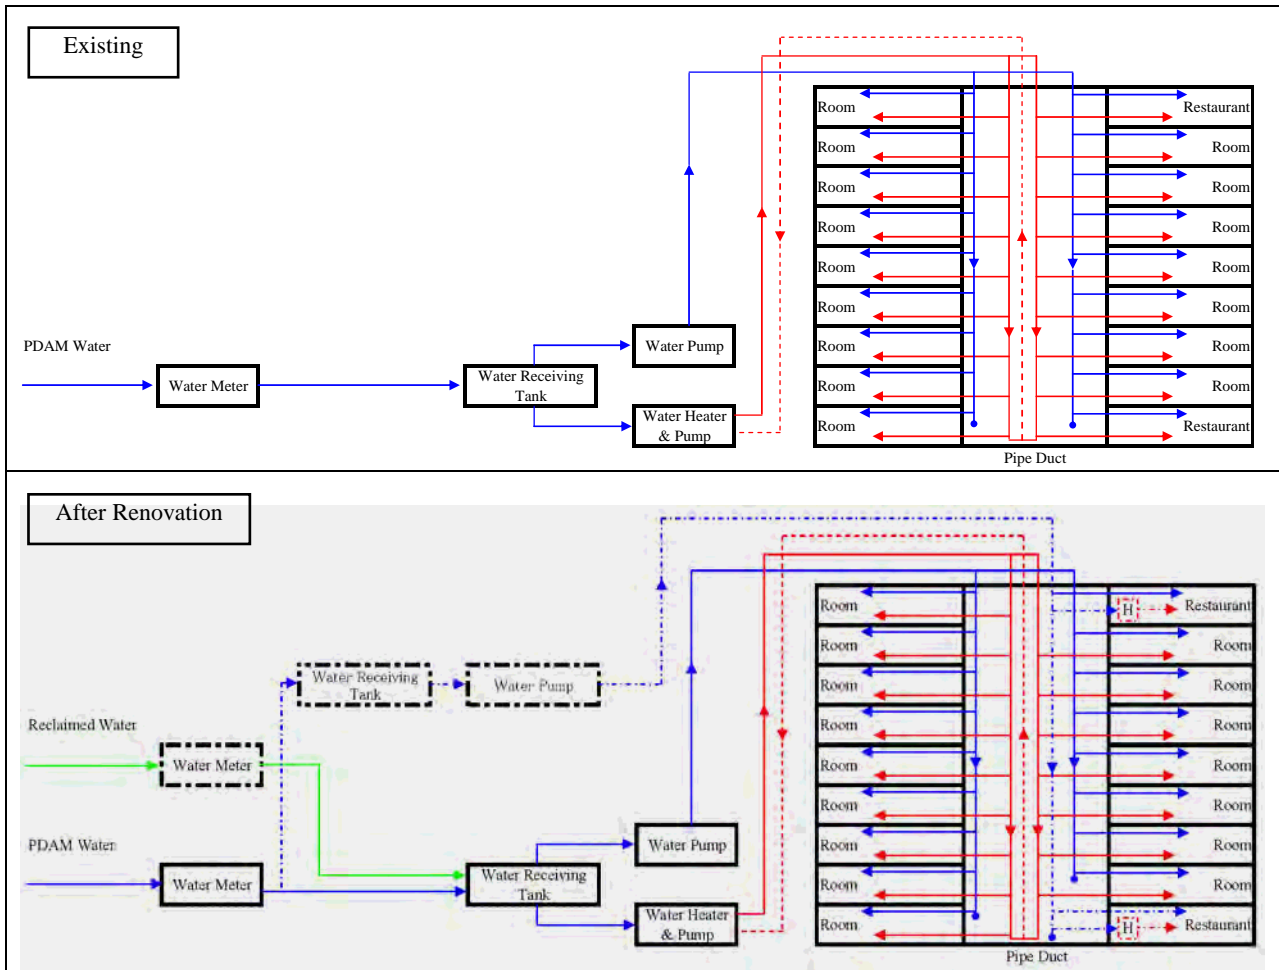 Existing
Room
Restaurant
Room
Room
Room
Room
Room
Room
Room
Room
Room
Room
PDAM Water
Room
Room
Water Meter
Water Receiving
Tank
Water Pump
Room
Room
Water Heater
& Pump
Room
Restaurant
Pipe Duct
After Renovation
Room
H
Restaurant
Room
Room
Water Receiving
Tank
Water Pump
Room
Room
Reclaimed Water
Room
Room
Water Meter
Room
Room
Room
Room
PDAM Water
Water Pump
Room
Room
Water Meter
Water Receiving
Tank
Room
Room
Water Heater
& Pump
Room
H
Restaurant
Pipe Duct